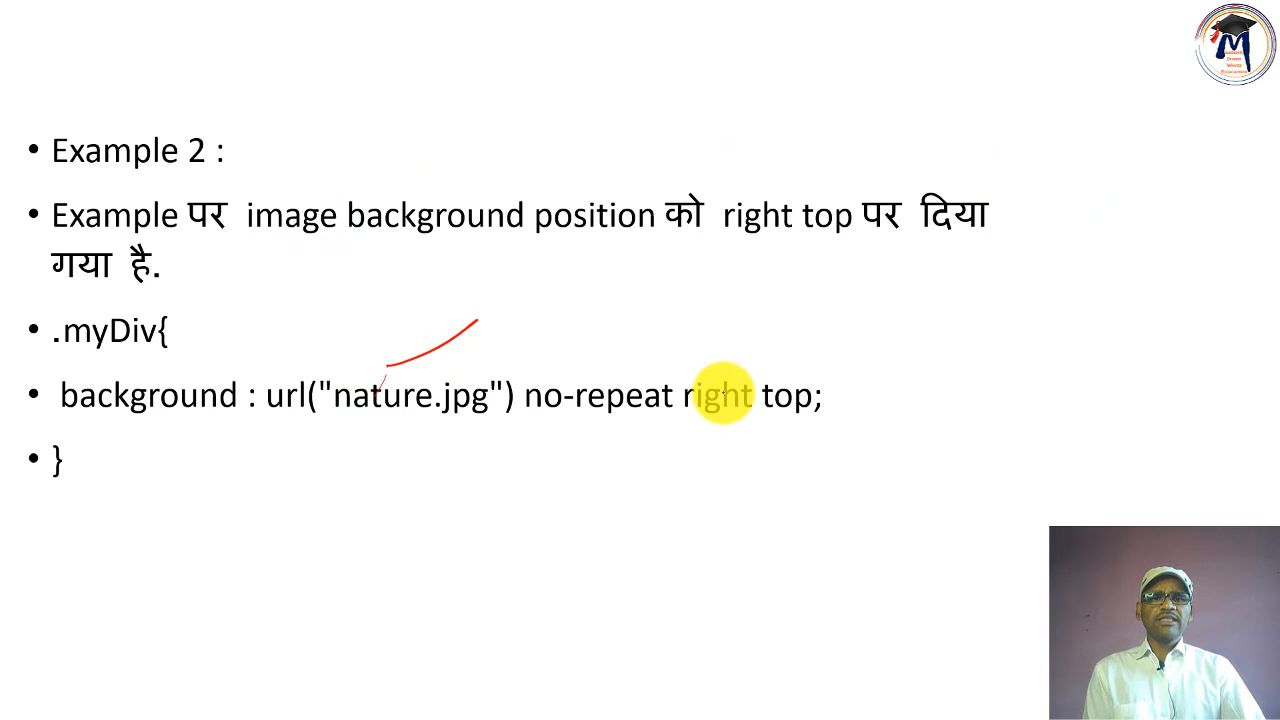 • Example 2 :
• Example पर image background position को right top पर दिया
गया है.
• .myDiv{
• background : url("nature.jpg") no-repeat right top;
• }